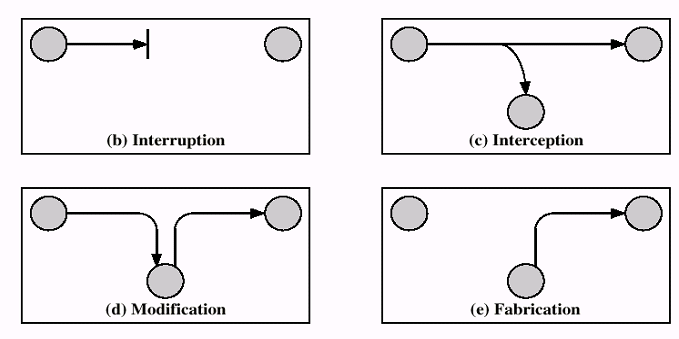 (b) Interruption
(c) Interception
(d) Modification
(e) Fabrication